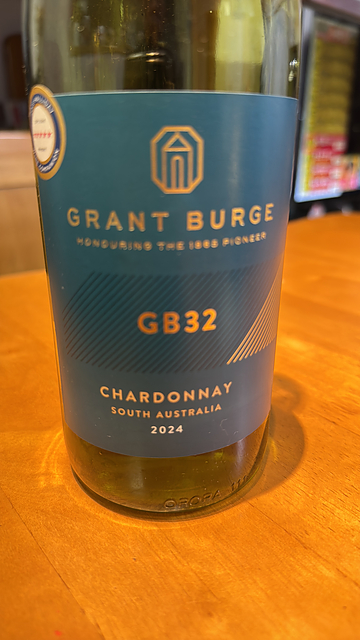 GRANT BURGE
HONOURING THE 1865 PIONEER
GB32
CHARDONNAY
SOUTH AUSTRALIA
2024